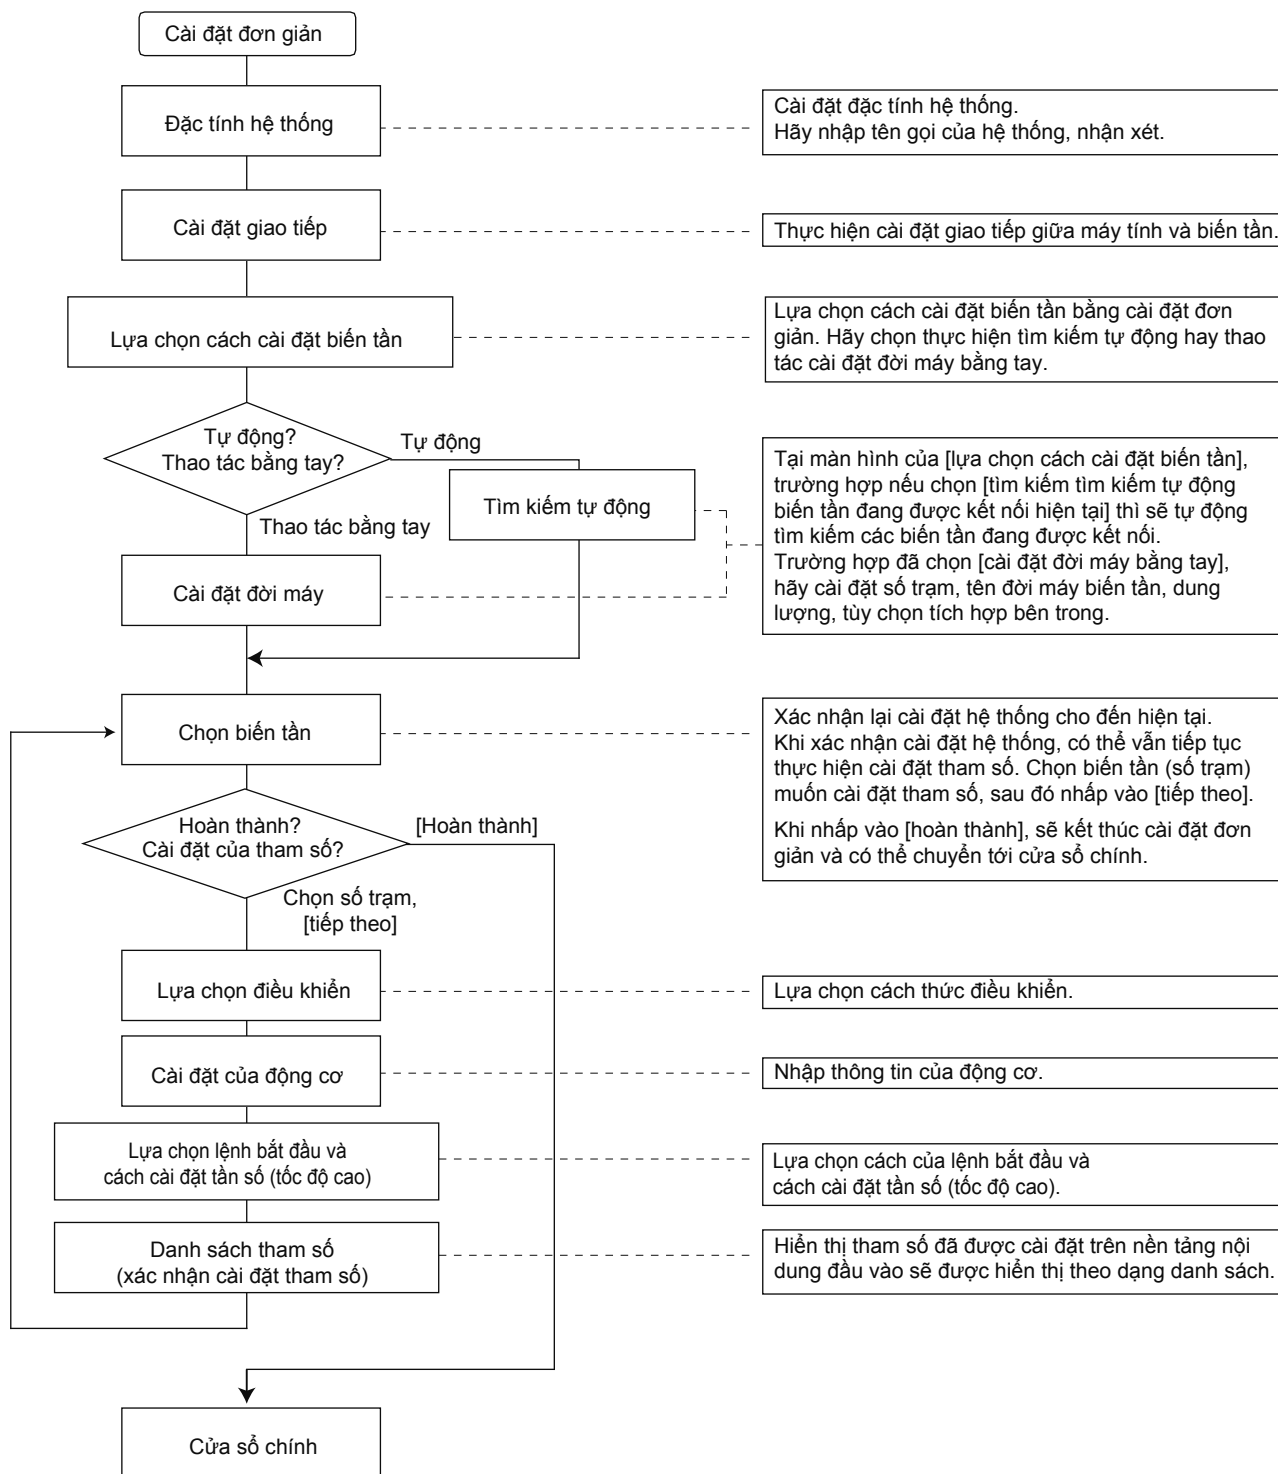 Cài đặt đơn giản
Đặc tính hệ thống
Cài đặt đặc tính hệ thống.
Hãy nhập tên gọi của hệ thống, nhận xét.
Cài đặt giao tiếp
Thực hiện cài đặt giao tiếp giữa máy tính và biến tần.
Lựa chọn cách cài đặt biến tần
Lựa chọn cách cài đặt biến tần bằng cài đặt đơn
giản. Hãy chọn thực hiện tìm kiếm tự động hay thao
tác cài đặt đời máy bằng tay.
Tự động?
Thao tác bằng tay?
Tự động
Tìm kiếm tự động
Thao tác bằng tay
Cài đặt đời máy
Tại màn hình của [lựa chọn cách cài đặt biến tần],
trường hợp nếu chọn [tìm kiếm tìm kiếm tự động
biến tần đang được kết nối hiện tại] thì sẽ tự động
tìm kiếm các biến tần đang được kết nối.
Trường hợp đã chọn [cài đặt đời máy bằng tay],
hãy cài đặt số trạm, tên đời máy biến tần, dung
lượng, tùy chọn tích hợp bên trong.
Chọn biến tần
Xác nhận lại cài đặt hệ thống cho đến hiện tại.
Khi xác nhận cài đặt hệ thống, có thể vẫn tiếp tục
thực hiện cài đặt tham số. Chọn biến tần (số trạm)
muốn cài đặt tham số, sau đó nhấp vào [tiếp theo].
Khi nhấp vào [hoàn thành], sẽ kết thúc cài đặt đơn
giản và có thể chuyển tới cửa sổ chính.
Hoàn thành?
Cài đặt của tham số?
[Hoàn thành]
Chọn số trạm,
[tiếp theo]
Lựa chọn điều khiển
Lựa chọn cách thức điều khiển.
Cài đặt của động cơ
Nhập thông tin của động cơ.
Lựa chọn lệnh bắt đầu và
cách cài đặt tần số (tốc độ cao)
Lựa chọn cách của lệnh bắt đầu và
cách cài đặt tần số (tốc độ cao).
Danh sách tham số
(xác nhận cài đặt tham số)
Hiển thị tham số đã được cài đặt trên nền tảng nội
dung đầu vào sẽ được hiển thị theo dạng danh sách.
Cửa sổ chính